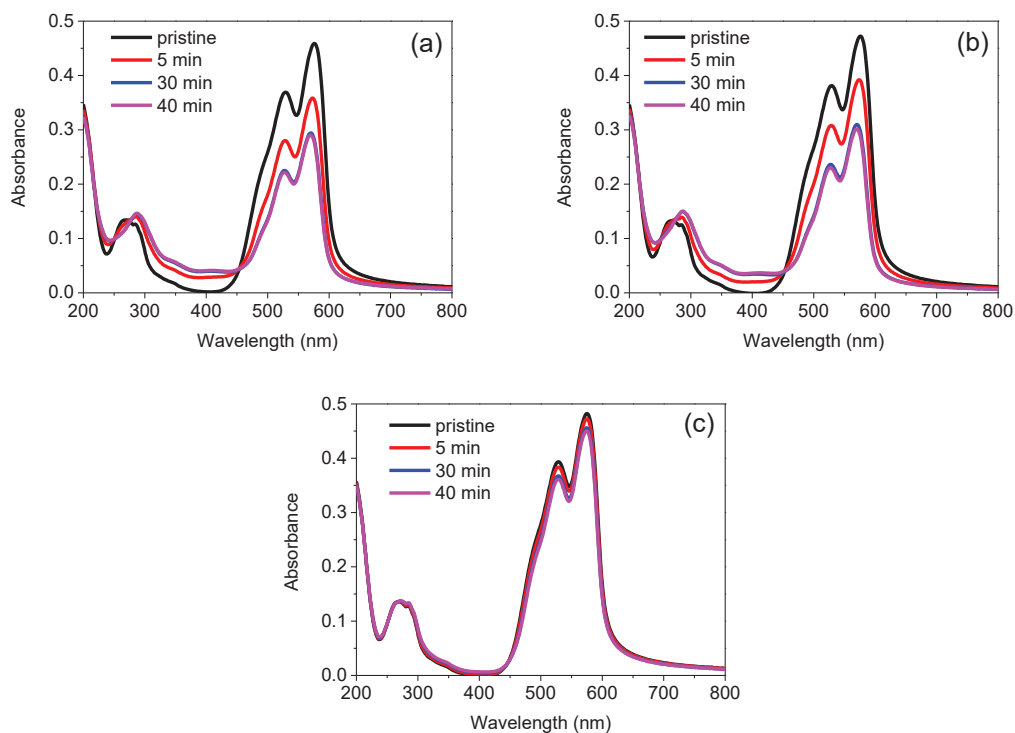 0.5
0.4
0.3
0.2
0.1
0.0
Absorbance
pristine
5 min
30 min
40 min
(a)
200 300 400 500 600 700 800
Wavelength (nm)
0.5
0.4
0.3
0.2
0.1
0.0
Absorbance
pristine
5 min
30 min
40 min
(b)
200 300 400 500 600 700 800
Wavelength (nm)
0.5
0.4
0.3
0.2
0.1
0.0
Absorbance
pristine
5 min
30 min
40 min
(c)
200 300 400 500 600 700 800
Wavelength (nm)